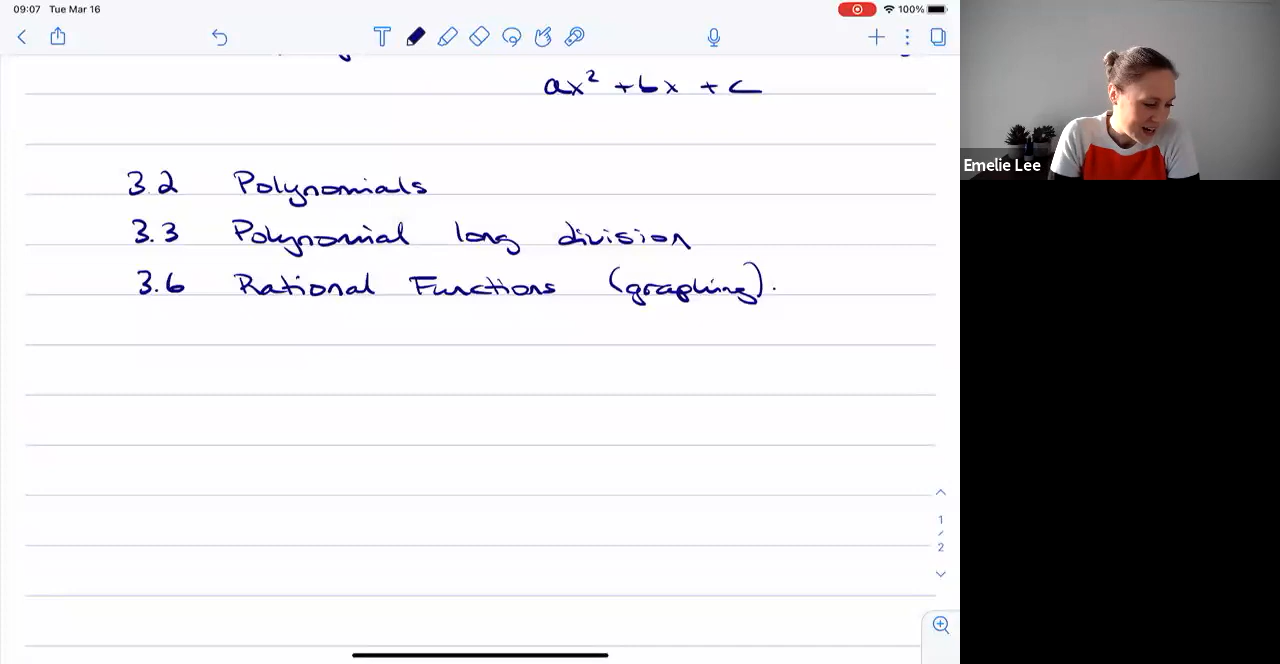 09:07 Tue Mar 16
100%
T
ax² + bx + c
Emelie Lee
3.2 Polynomials
3.3 Polynomial long division
3.6 Rational Functions (graphing).
1
/
2